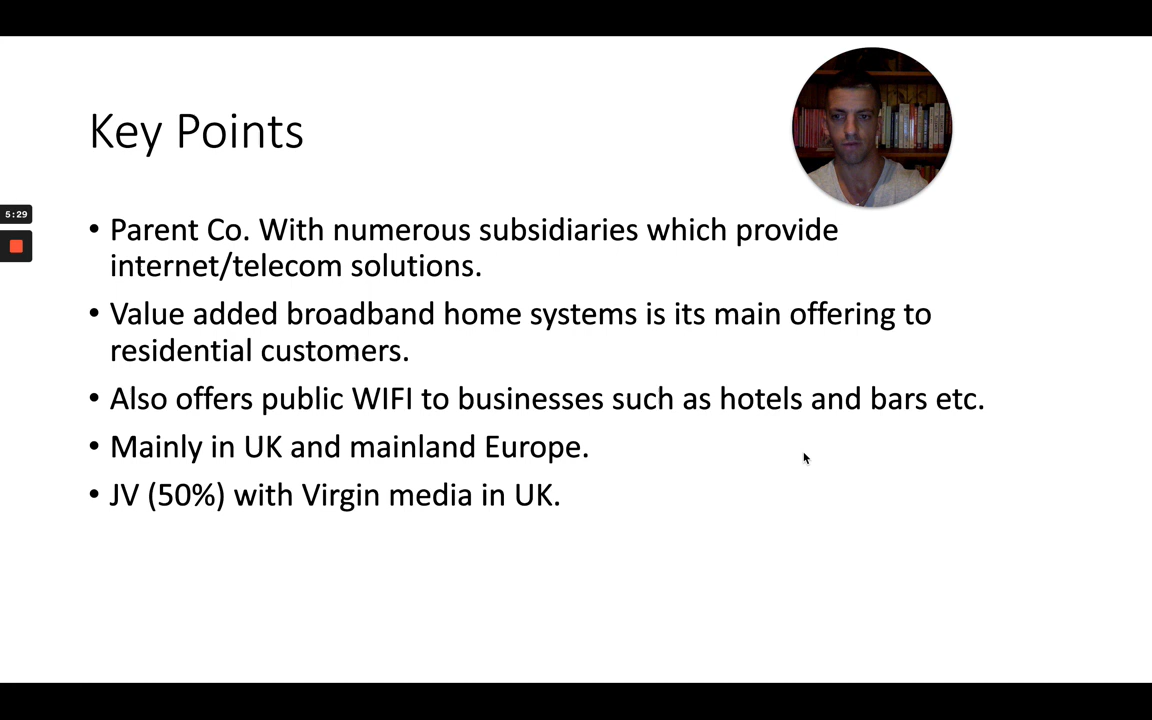 Key Points
5:29
• Parent Co. With numerous subsidiaries which provide
internet/telecom solutions.
• Value added broadband home systems is its main offering to
residential customers.
• Also offers public WIFI to businesses such as hotels and bars etc.
• Mainly in UK and mainland Europe.
• JV (50%) with Virgin media in UK.